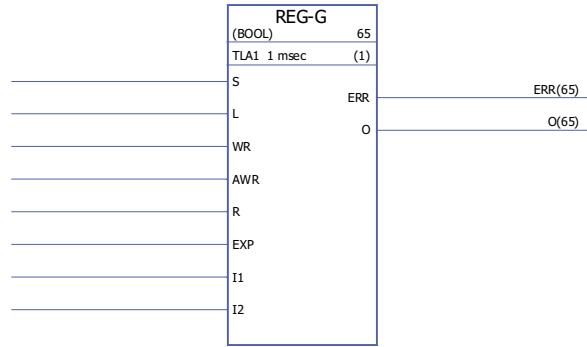 REG-G
(BOOL) 65
TLA1 1 msec (1)
S
ERR ERR(65)
L
O O(65)
WR
AWR
R
EXP
I1
I2